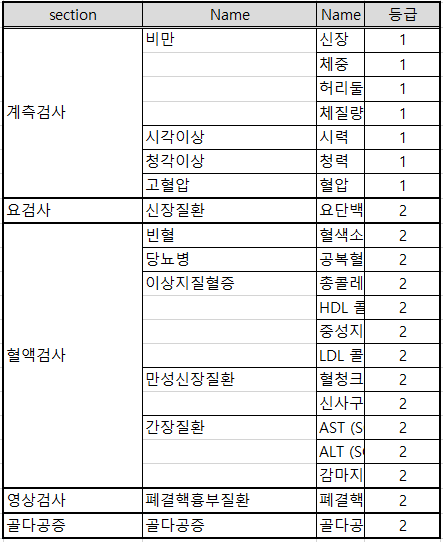 section Name Name 등급
계측검사 비만 신장 1
체중 1
허리둘 1
체질량 1
시각이상 시력 1
청각이상 청력 1
고혈압 혈압 1
요검사 신장질환 요단백 2
혈액검사 빈혈 혈색소 2
당뇨병 공복혈 2
이상지질혈증 총콜레 2
HDL 콜 2
중성지 2
LDL 콜 2
만성신장질환 혈청크 2
신사구 2
간장질환 AST (S 2
ALT (S 2
감마지 2
영상검사 폐결핵흉부질환 폐결핵 2
골다공증 골다공증 골다공 2